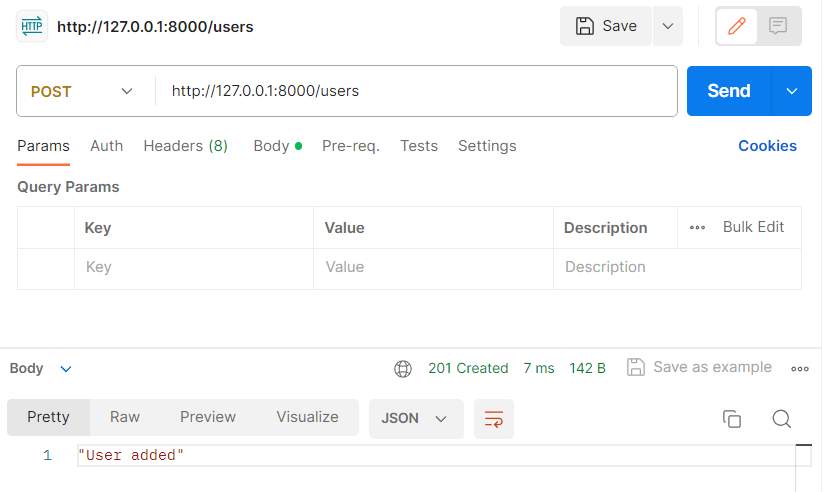 HTTP http://127.0.0.1:8000/users Save
POST http://127.0.0.1:8000/users Send
Params Auth Headers (8) Body Pre-req. Tests Settings Cookies
Query Params
Key Value Description Bulk Edit
Key Value Description
Body 201 Created 7 ms 142 B Save as example
Pretty Raw Preview Visualize JSON
1 "User added"